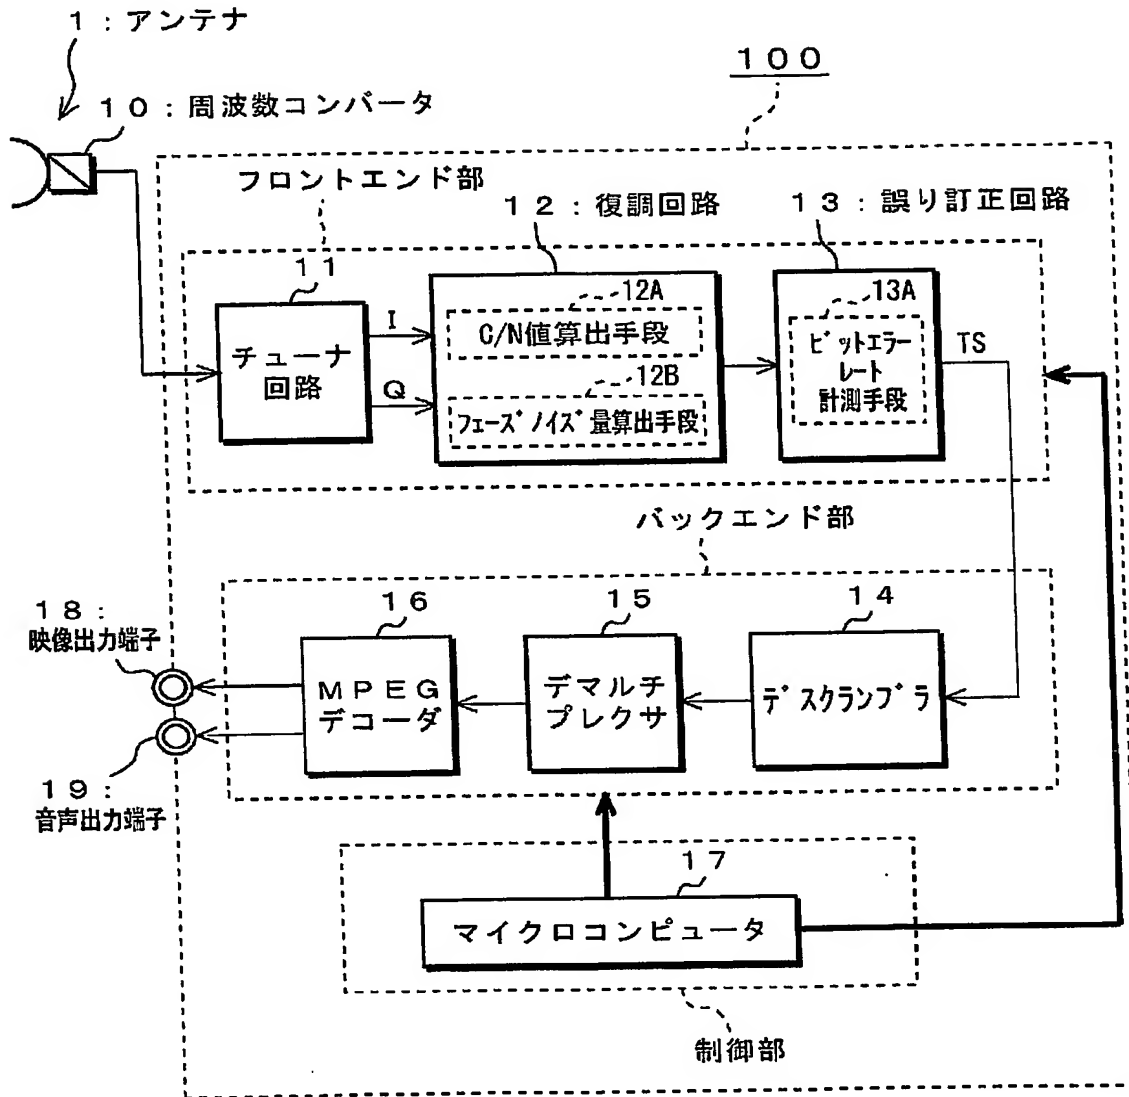 1：アンテナ
100
10：周波数コンバータ
フロントエンド部
12：復調回路
13：誤り訂正回路
11
チューナ
回路
I
Q
12A
C/N値算出手段
12B
フェーズノイズ量算出手段
13A
ビットエラー
レート
計測手段
TS
バックエンド部
18：
映像出力端子
19：
音声出力端子
16
MPEG
デコーダ
15
デマルチ
プレクサ
14
デスクランブラ
17
マイクロコンピュータ
制御部